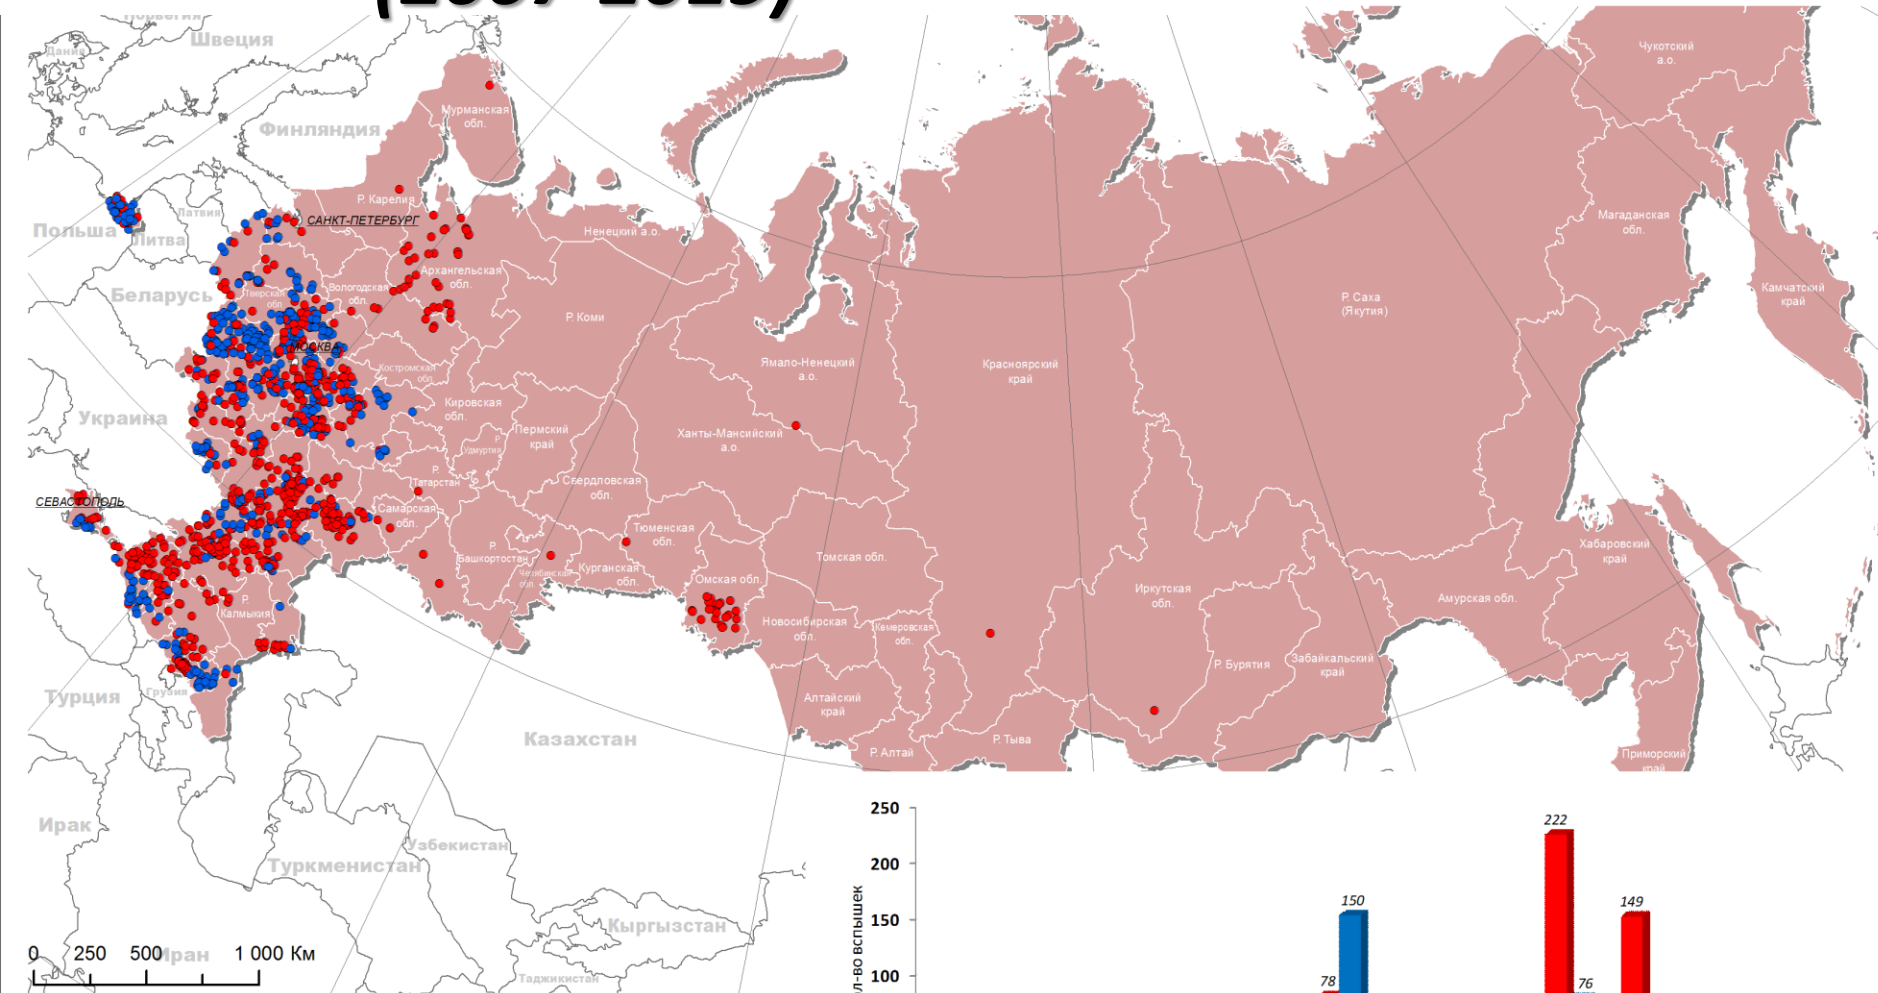 Норвегия
Швеция
Дания
Чукотский
а.о.
Мурманская
обл.
Финляндия
Р. Карелия
Латвия
САНКТ-ПЕТЕРБУРГ
Магаданская
обл.
Польша
Литва
Ненецкий а.о.
Архангельская
обл.
Вологодская
обл.
Тверская
обл.
Беларусь
Камчатский
край
Р. Саха
(Якутия)
Р. Коми
МОСКВА
Ямало-Ненецкий
а.о.
Красноярский
край
Костромская
обл.
Кировская
обл.
Украина
Пермский
край
Ханты-Мансийский
а.о.
Р.
Удмуртия
Р.
Татарстан
Свердловская
обл.
СЕВАСТОПОЛЬ
Самарская
обл.
Тюменская
обл.
Р.
Башкортостан
Томская обл.
Хабаровский
край
Челябинская
обл.
Курганская
обл.
Омская обл.
Иркутская
обл.
Амурская обл.
Р.
Калмыкия
Новосибирская
обл.
Кемеровская
обл.
Р. Бурятия
Забайкальский
край
Турция
Грузия
Алтайский
край
Казахстан
Р. Алтай
Р. Тыва
Приморский
край
Ирак
Узбекистан
Туркменистан
Кыргызстан
Иран
Таджикистан
0 250 500 1 000 Км
250
200
150
100
л-во вспышек
78
150
222
76
149